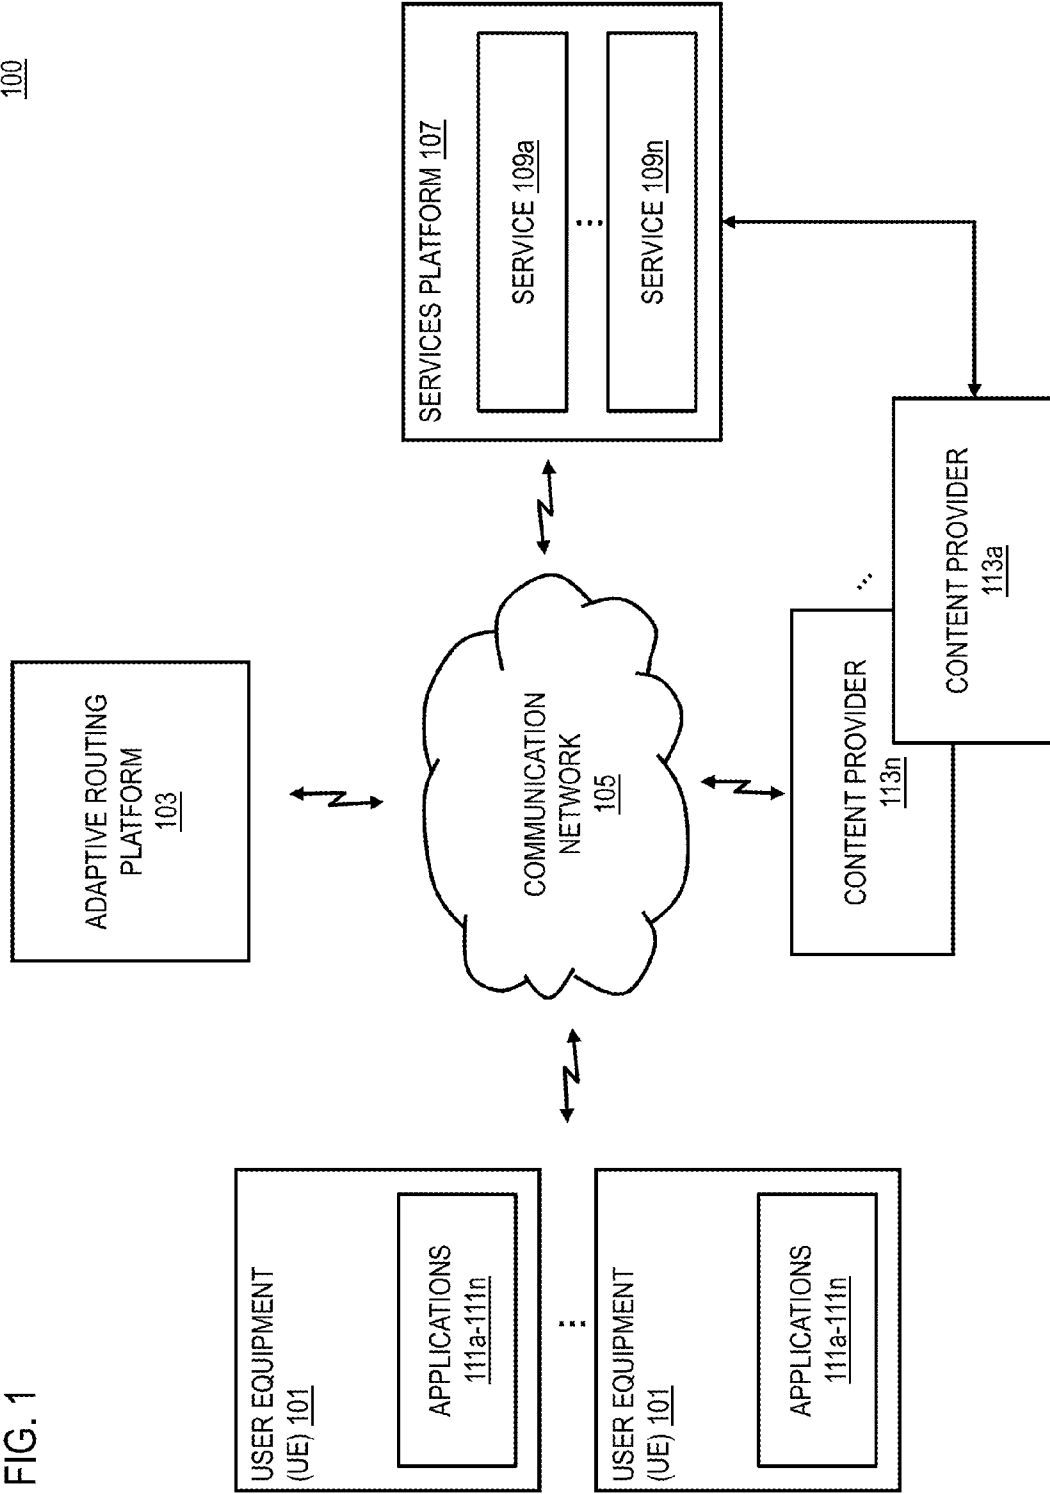 FIG. 1
100
ADAPTIVE ROUTING
PLATFORM
103
USER EQUIPMENT
(UE) 101
APPLICATIONS
111a-111n
...
USER EQUIPMENT
(UE) 101
APPLICATIONS
111a-111n
COMMUNICATION
NETWORK
105
SERVICES PLATFORM 107
SERVICE 109a
...
SERVICE 109n
CONTENT PROVIDER
113n
...
CONTENT PROVIDER
113a